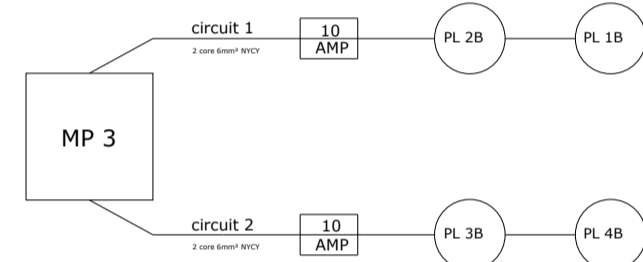 circuit 1
2 core 6mm² NYCY
10
AMP
PL 2B
PL 1B
MP 3
circuit 2
2 core 6mm² NYCY
10
AMP
PL 3B
PL 4B